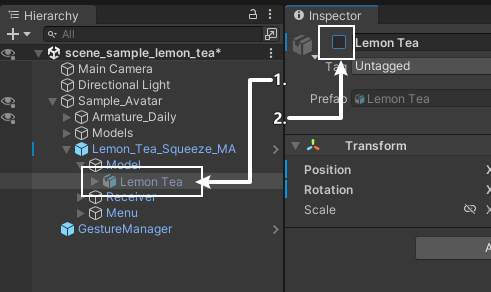 Hierarchy
+ All
scene_sample_lemon_tea*
Main Camera
Directional Light
Sample_Avatar
Armature_Daily
Models
Lemon_Tea_Squeeze_MA
Model
Lemon Tea
Receiver
Menu
GestureManager
1.
2.
Inspector
Lemon Tea
Tag Untagged
Prefab Lemon Tea
Transform
Position X
Rotation X
Scale X
A